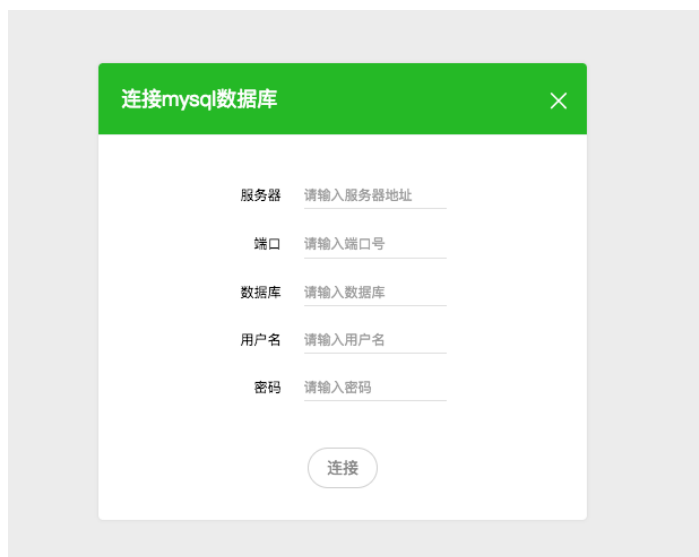 连接mysql数据库
服务器 请输入服务器地址
端口 请输入端口号
数据库 请输入数据库
用户名 请输入用户名
密码 请输入密码
连接